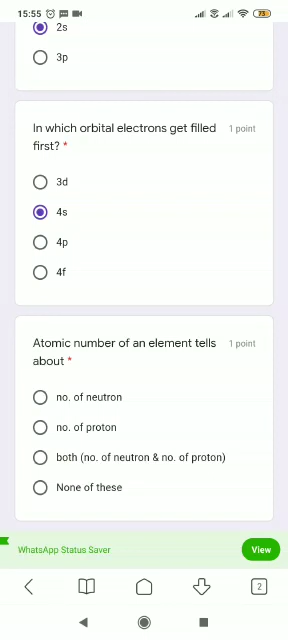 15:55
75
2s
3p
In which orbital electrons get filled 1 point
first? *
3d
4s
4p
4f
Atomic number of an element tells 1 point
about *
no. of neutron
no. of proton
both (no. of neutron & no. of proton)
None of these
WhatsApp Status Saver
View
2